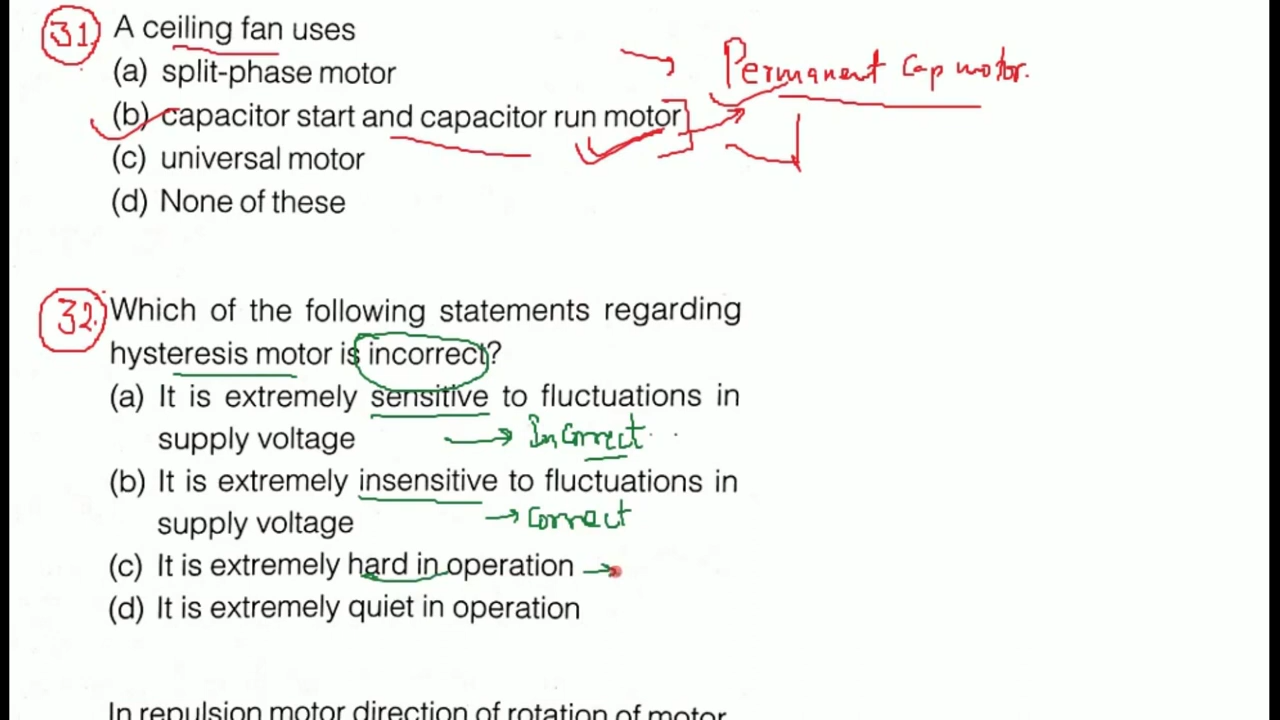 31) A ceiling fan uses
(a) split-phase motor
Permanent Cap motor.
(b) capacitor start and capacitor run motor
(c) universal motor
(d) None of these
32. Which of the following statements regarding
hysteresis motor is incorrect?
(a) It is extremely sensitive to fluctuations in
supply voltage → Incorrect
(b) It is extremely insensitive to fluctuations in
supply voltage → Correct
(c) It is extremely hard in operation →
(d) It is extremely quiet in operation
In repulsion motor direction of rotation of motor